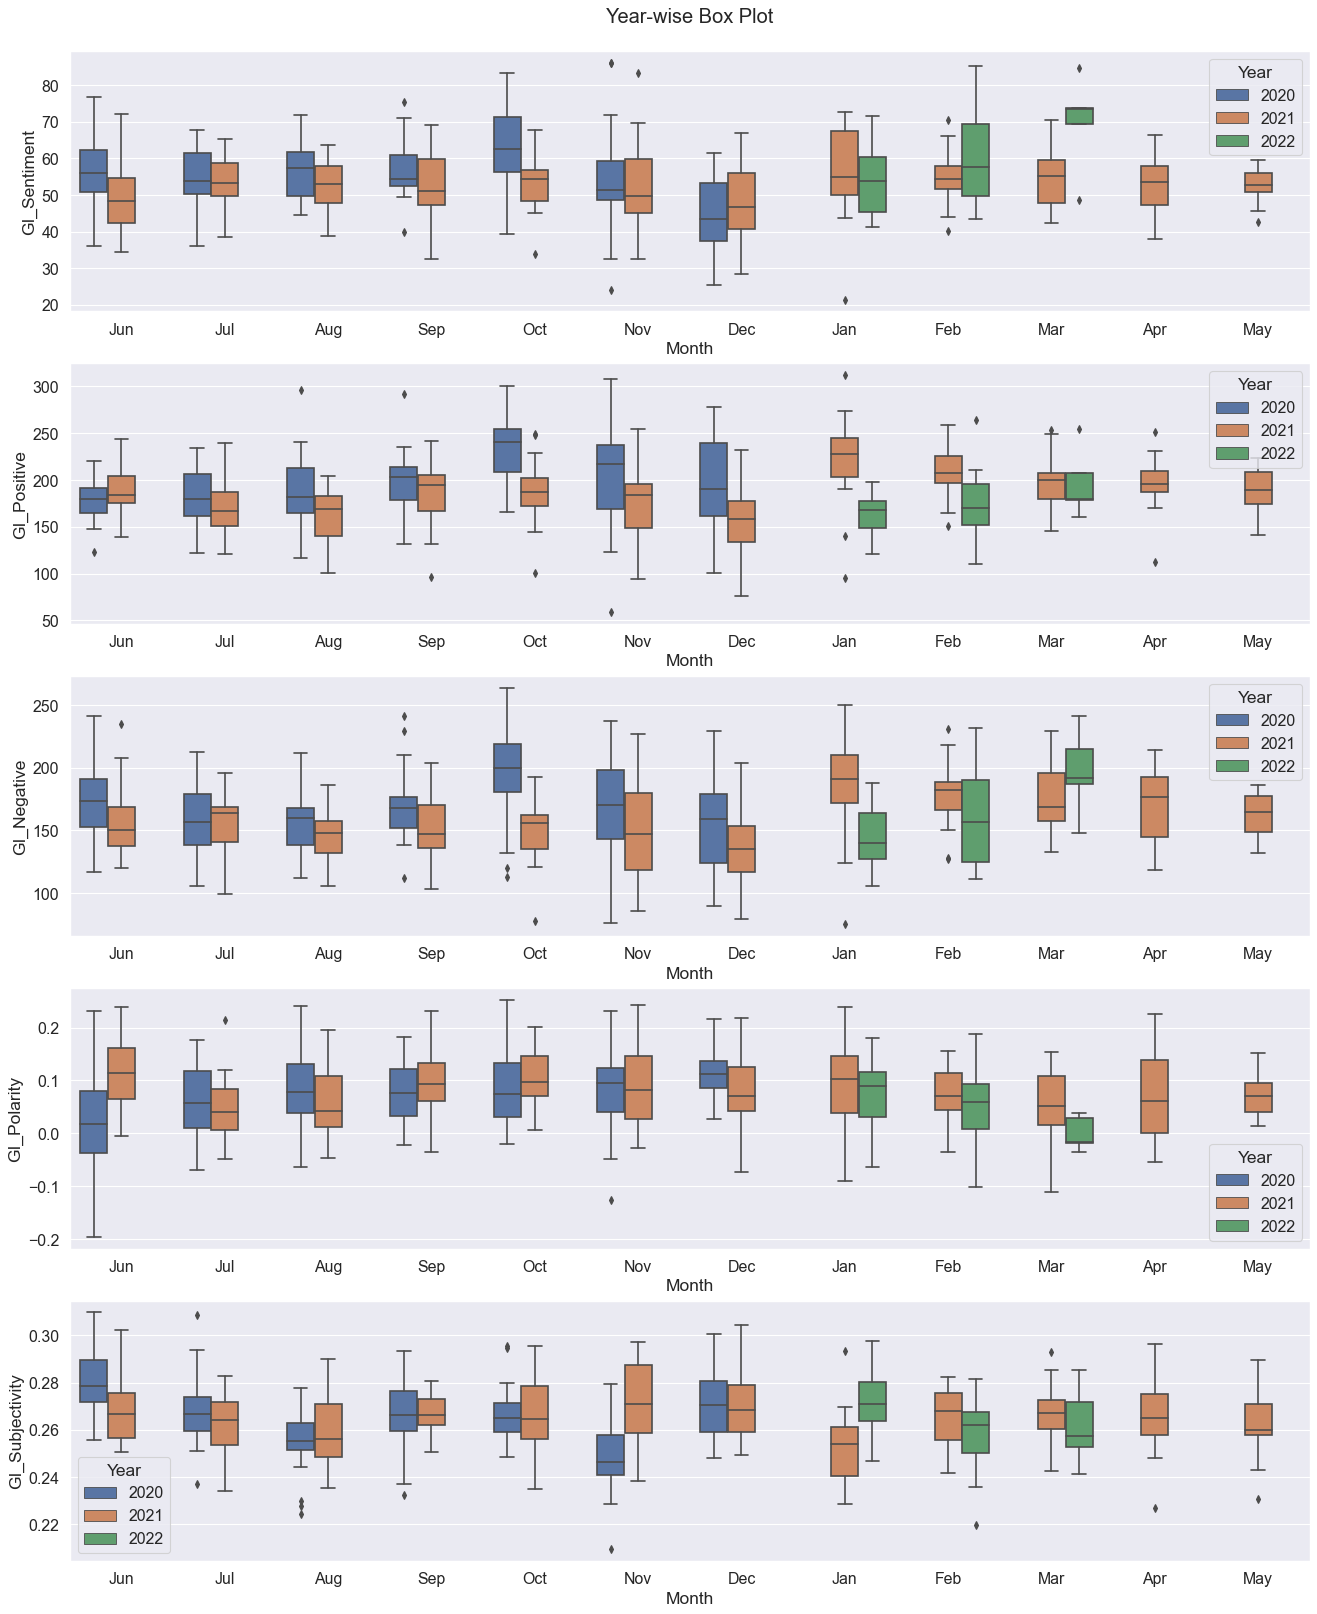 Year-wise Box Plot
GI_Sentiment
80
70
60
50
40
30
20
Year
2020
2021
2022
Jun Jul Aug Sep Oct Nov Dec Jan Feb Mar Apr May
Month
GI_Positive
300
250
200
150
100
50
Year
2020
2021
2022
Jun Jul Aug Sep Oct Nov Dec Jan Feb Mar Apr May
Month
GI_Negative
250
200
150
100
Year
2020
2021
2022
Jun Jul Aug Sep Oct Nov Dec Jan Feb Mar Apr May
Month
GI_Polarity
0.2
0.1
0.0
−0.1
−0.2
Year
2020
2021
2022
Jun Jul Aug Sep Oct Nov Dec Jan Feb Mar Apr May
Month
GI_Subjectivity
0.30
0.28
0.26
0.24
0.22
Year
2020
2021
2022
Jun Jul Aug Sep Oct Nov Dec Jan Feb Mar Apr May
Month